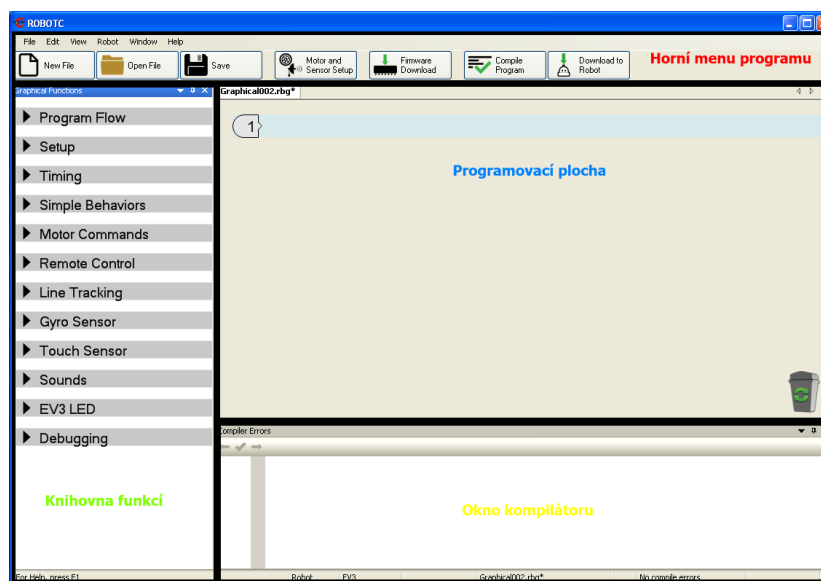 ROBOTC
File Edit View Robot Window Help
New File Open File Save Motor and Sensor Setup Firmware Download Compile Program Download to Robot Horní menu programu
Graphical Functions
Graphical002.rbg*
Program Flow
Setup
Timing
Simple Behaviors
Motor Commands
Remote Control
Line Tracking
Gyro Sensor
Touch Sensor
Sounds
EV3 LED
Debugging
Knihovna funkcí
1
Programovací plocha
Compiler Errors
Okno kompilátoru
For Help, press F1 Robot EV3 Graphical002.rbg* No compile errors